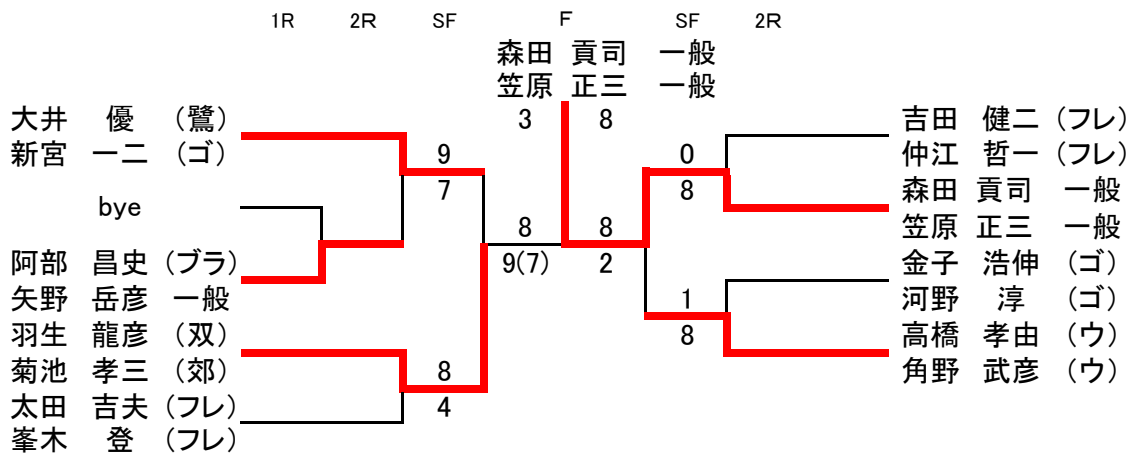 1R 2R SF F SF 2R
森田 貢司 一般
笠原 正三 一般
3 8
大井 優 (鷺)
新宮 一二 (ゴ)
9
7
bye
阿部 昌史 (ブラ)
矢野 岳彦 一般
羽生 龍彦 (双)
菊池 孝三 (郊)
8
4
太田 吉夫 (フレ)
峯木 登 (フレ)
8
9(7)
8
2
0
8
1
8
吉田 健二 (フレ)
仲江 哲一 (フレ)
森田 貢司 一般
笠原 正三 一般
金子 浩伸 (ゴ)
河野 淳 (ゴ)
高橋 孝由 (ウ)
角野 武彦 (ウ)